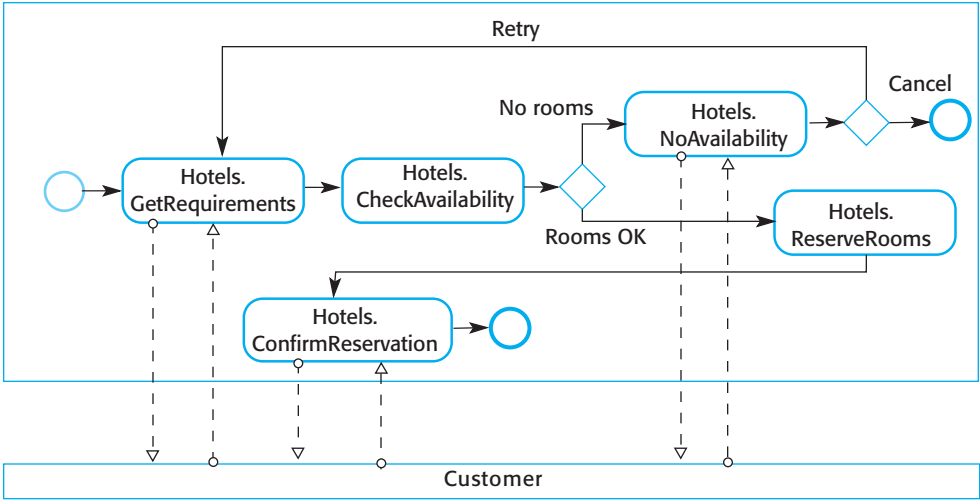 Retry
Cancel
No rooms
Hotels.
NoAvailability
Hotels.
GetRequirements
Hotels.
CheckAvailability
Rooms OK
Hotels.
ReserveRooms
Hotels.
ConfirmReservation
Customer